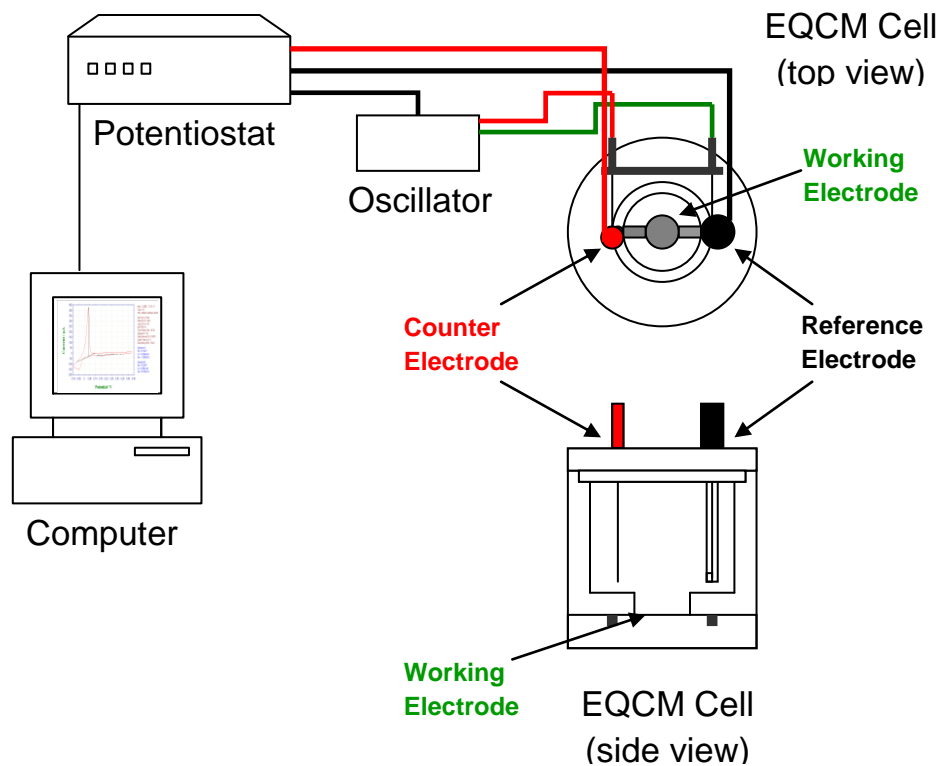 EQCM Cell
(top view)
Potentiostat
Oscillator
Working
Electrode
Counter
Electrode
Reference
Electrode
Computer
Working
Electrode
EQCM Cell
(side view)